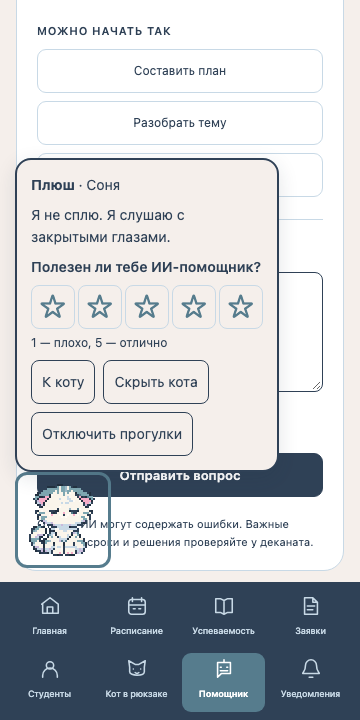 МОЖНО НАЧАТЬ ТАК
Составить план
Разобрать тему
Плюш · Соня
Я не сплю. Я слушаю с
закрытыми глазами.
Полезен ли тебе ИИ-помощник?
1 — плохо, 5 — отлично
К коту
Скрыть кота
Отключить прогулки
Отправить вопрос
ИИ могут содержать ошибки. Важные
сроки и решения проверяйте у деканата.
Главная
Расписание
Успеваемость
Заявки
Студенты
Кот в рюкзаке
Помощник
Уведомления